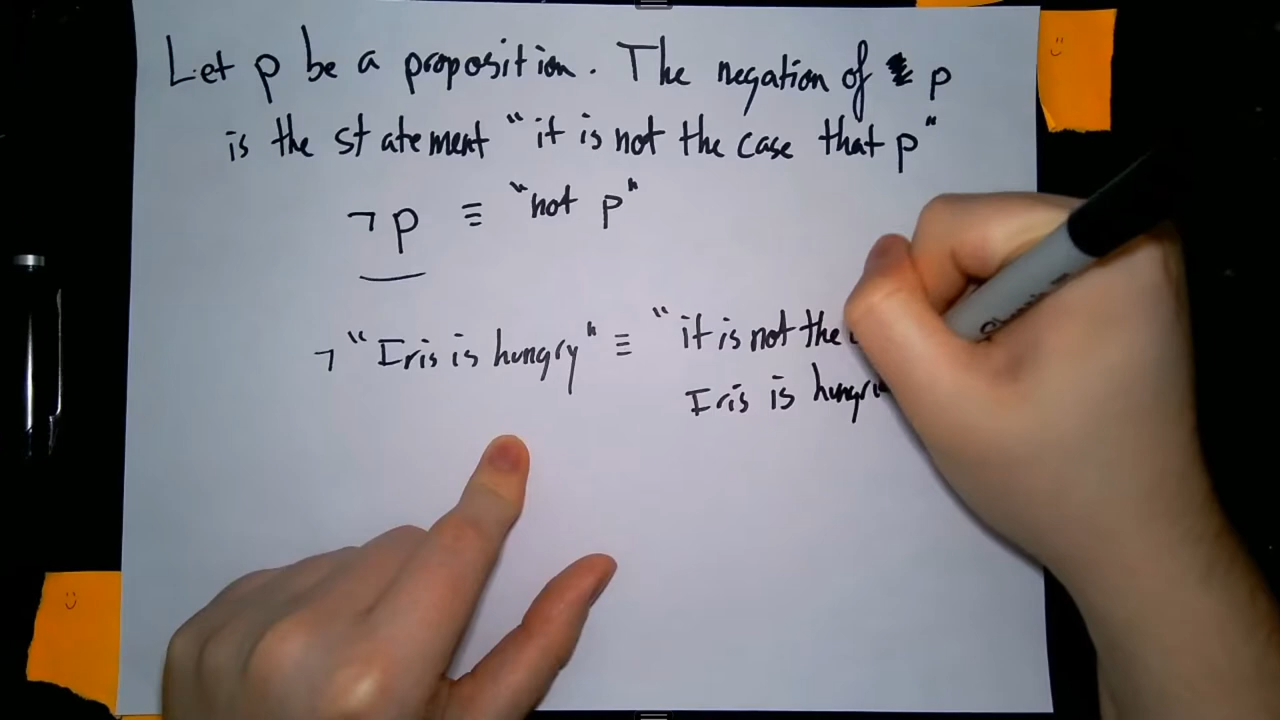 Let p be a proposition. The negation of p
is the statement "it is not the case that p"
¬p ≡ "not p"
¬ "Iris is hungry" ≡ "it is not the
Iris is hungry